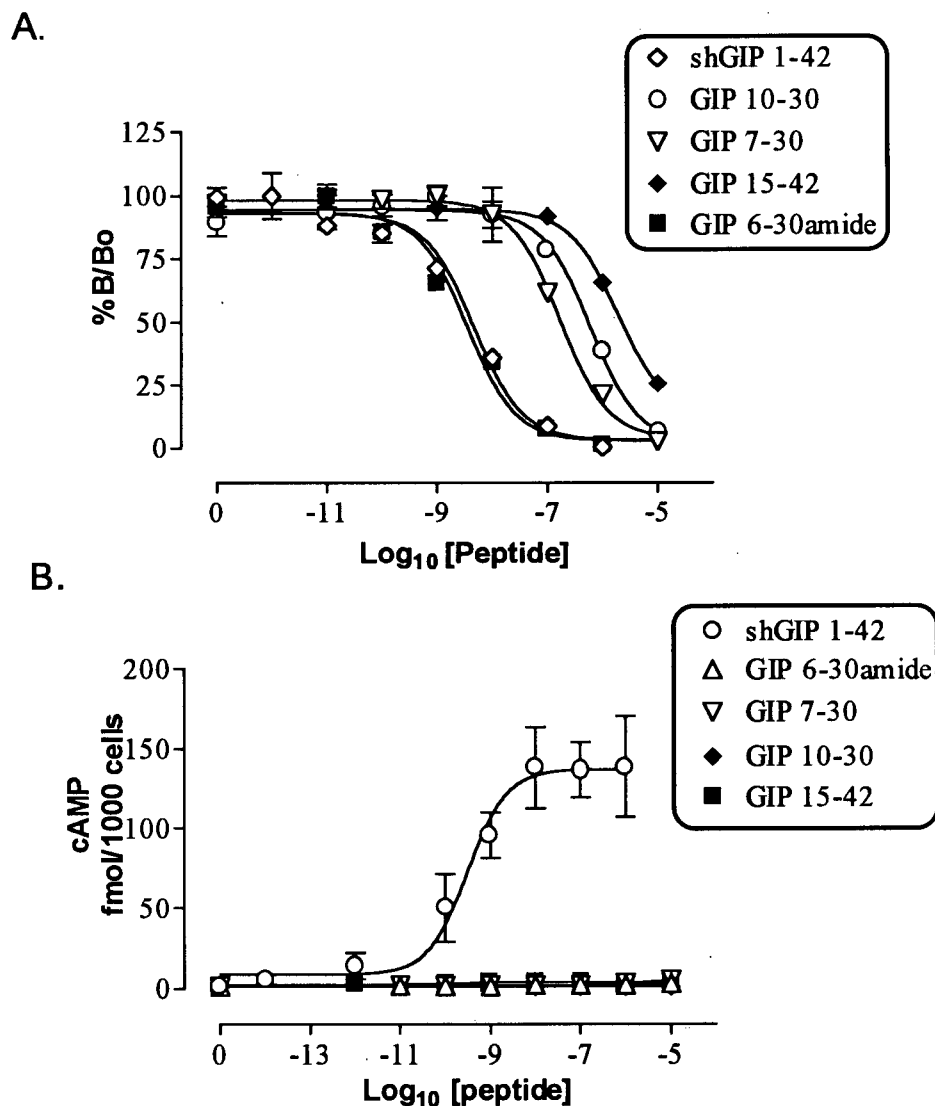 A.
shGIP 1-42
GIP 10-30
GIP 7-30
GIP 15-42
GIP 6-30amide
125
100
75
50
25
0
%B/Bo
0 -11 -9 -7 -5
Log10 [Peptide]
B.
shGIP 1-42
GIP 6-30amide
GIP 7-30
GIP 10-30
GIP 15-42
200
150
100
50
0
cAMP
fmol/1000 cells
0 -13 -11 -9 -7 -5
Log10 [peptide]